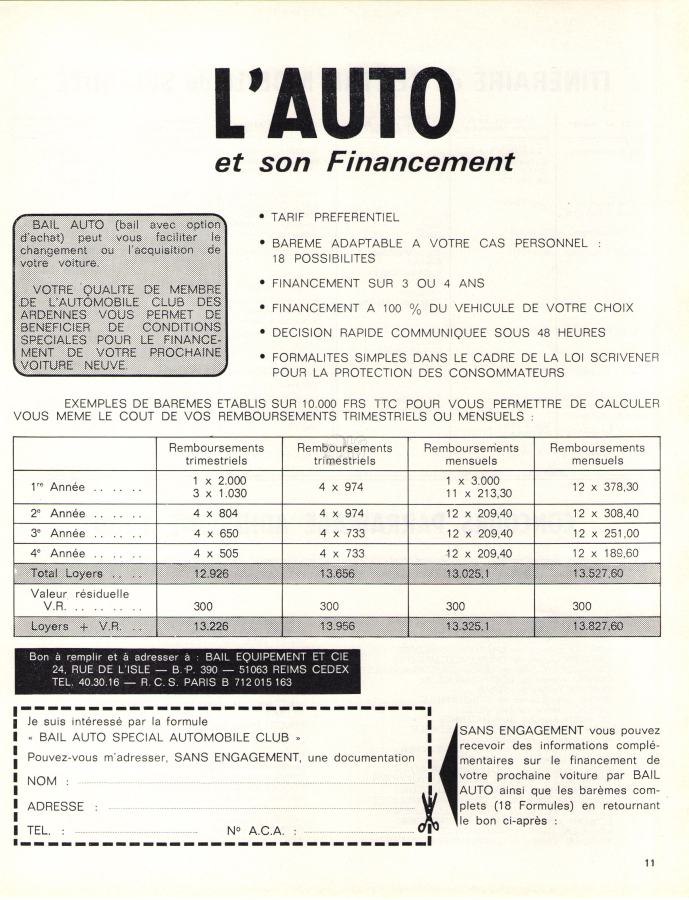 L'AUTO
et son Financement
BAIL AUTO (bail avec option
d'achat) peut vous faciliter le
changement ou l'acquisition de
votre voiture.
VOTRE QUALITE DE MEMBRE
DE L'AUTOMOBILE CLUB DES
ARDENNES VOUS PERMET DE
BENEFICIER DE CONDITIONS
SPECIALES POUR LE FINANCE-
MENT DE VOTRE PROCHAINE
VOITURE NEUVE.
• TARIF PREFERENTIEL
• BAREME ADAPTABLE A VOTRE CAS PERSONNEL :
18 POSSIBILITES
• FINANCEMENT SUR 3 OU 4 ANS
• FINANCEMENT A 100 % DU VEHICULE DE VOTRE CHOIX
• DECISION RAPIDE COMMUNIQUEE SOUS 48 HEURES
• FORMALITES SIMPLES DANS LE CADRE DE LA LOI SCRIVENER
POUR LA PROTECTION DES CONSOMMATEURS
EXEMPLES DE BAREMES ETABLIS SUR 10.000 FRS TTC POUR VOUS PERMETTRE DE CALCULER
VOUS MEME LE COUT DE VOS REMBOURSEMENTS TRIMESTRIELS OU MENSUELS :
Remboursements trimestriels Remboursements trimestriels Remboursements mensuels Remboursements mensuels
1re Année .. .. .. 1 x 2.000 3 x 1.030 4 x 974 1 x 3.000 11 x 213,30 12 x 378,30
2e Année .. .. .. 4 x 804 4 x 974 12 x 209,40 12 x 308,40
3e Année .. .. .. 4 x 650 4 x 733 12 x 209,40 12 x 251,00
4e Année .. .. .. 4 x 505 4 x 733 12 x 209,40 12 x 189,60
Total Loyers .. .. 12.926 13.656 13.025,1 13.527,60
Valeur résiduelle
V.R. .. .. .. .. 300 300 300 300
Loyers + V.R. .. 13.226 13.956 13.325,1 13.827,60
Bon à remplir et à adresser à : BAIL EQUIPEMENT ET CIE
24, RUE DE L'ISLE — B.P. 390 — 51063 REIMS CEDEX
TEL. 40.30.16 — R.C.S. PARIS B 712 015 163
Je suis intéressé par la formule
« BAIL AUTO SPECIAL AUTOMOBILE CLUB »
Pouvez-vous m'adresser, SANS ENGAGEMENT, une documentation
NOM :
ADRESSE :
TEL. : N° A.C.A. :
SANS ENGAGEMENT vous pouvez
recevoir des informations complé-
mentaires sur le financement de
votre prochaine voiture par BAIL
AUTO ainsi que les barèmes com-
plets (18 Formules) en retournant
le bon ci-après :
11